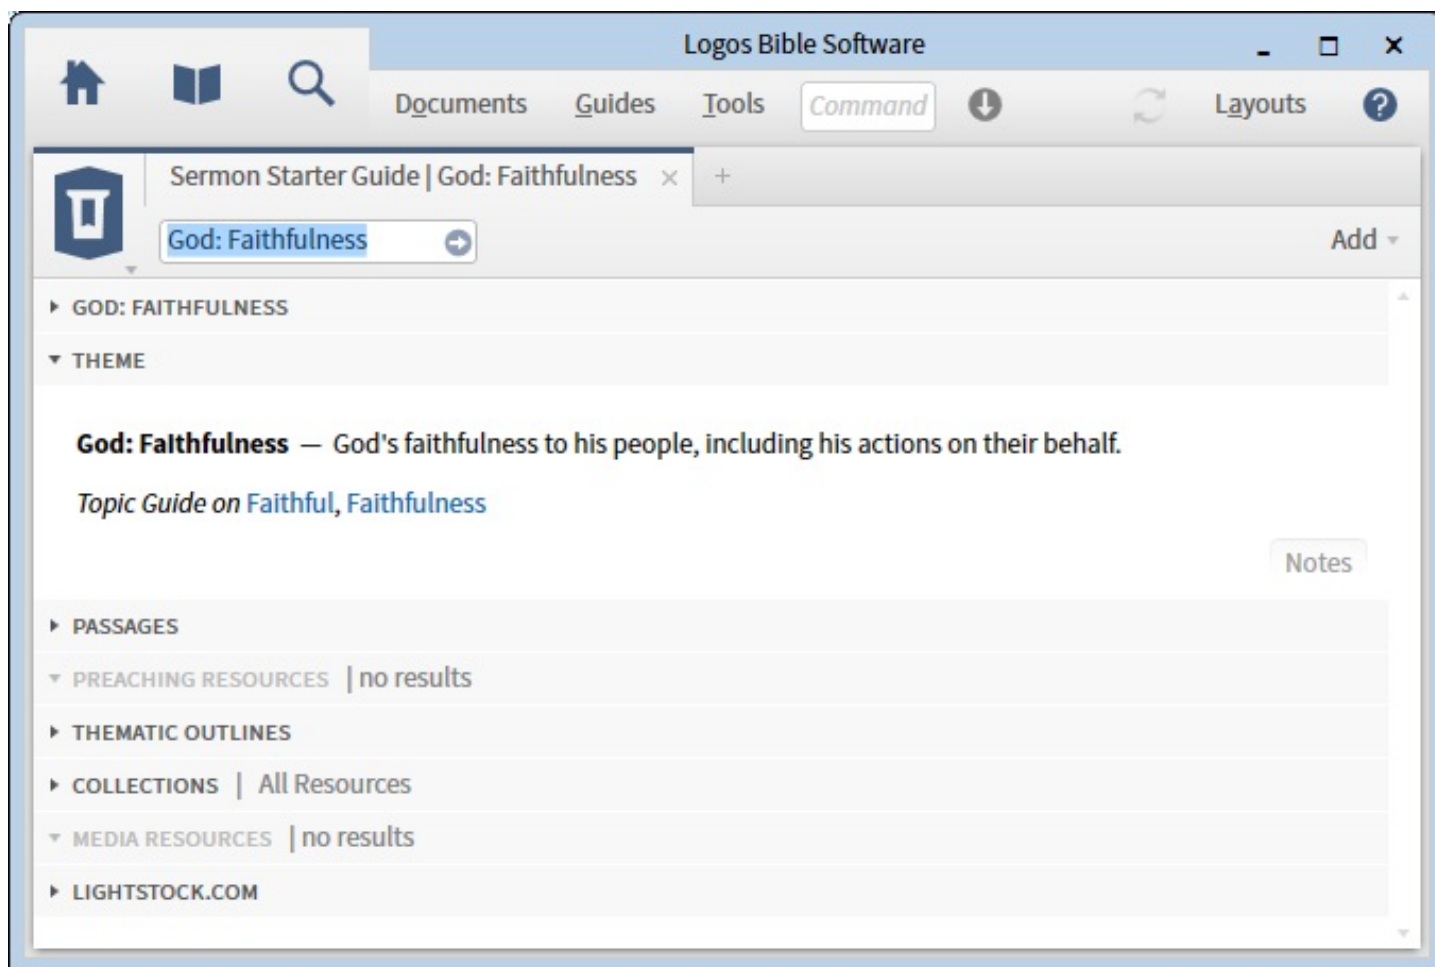 Logos Bible Software
Documents Guides Tools Command Layouts
Sermon Starter Guide | God: Faithfulness
God: Faithfulness Add
GOD: FAITHFULNESS
THEME
God: FaIthfulness — God's faithfulness to his people, including his actions on their behalf.
Topic Guide on Faithful, Faithfulness
Notes
PASSAGES
PREACHING RESOURCES | no results
THEMATIC OUTLINES
COLLECTIONS | All Resources
MEDIA RESOURCES | no results
LIGHTSTOCK.COM